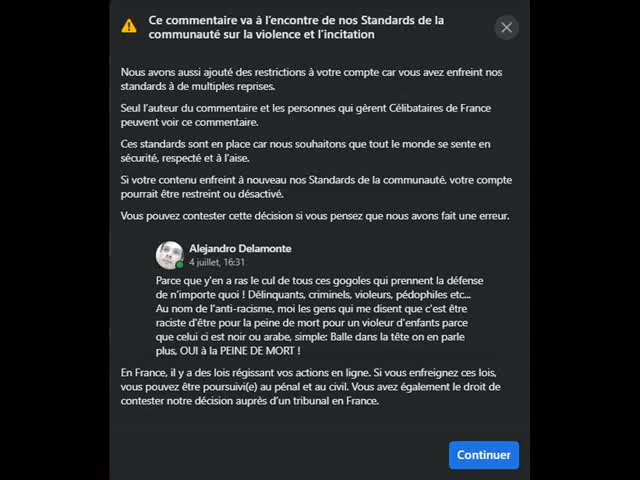 Ce commentaire va à l'encontre de nos Standards de la
communauté sur la violence et l'incitation
Nous avons aussi ajouté des restrictions à votre compte car vous avez enfreint nos
standards à de multiples reprises.
Seul l'auteur du commentaire et les personnes qui gèrent Célibataires de France
peuvent voir ce commentaire.
Ces standards sont en place car nous souhaitons que tout le monde se sente en
sécurité, respecté et à l'aise.
Si votre contenu enfreint à nouveau nos Standards de la communauté, votre compte
pourrait être restreint ou désactivé.
Vous pouvez contester cette décision si vous pensez que nous avons fait une erreur.
Alejandro Delamonte
4 juillet, 16:31
Parce que y'en a ras le cul de tous ces gogoles qui prennent la défense
de n'importe quoi ! Délinquants, criminels, violeurs, pédophiles etc...
Au nom de l'anti-racisme, moi les gens qui me disent que c'est être
raciste d'être pour la peine de mort pour un violeur d'enfants parce
que celui ci est noir ou arabe, simple: Balle dans la tête on en parle
plus, OUI à la PEINE DE MORT !
En France, il y a des lois régissant vos actions en ligne. Si vous enfreignez ces lois,
vous pouvez être poursuivi(e) au pénal et au civil. Vous avez également le droit de
contester notre décision auprès d'un tribunal en France.
Continuer